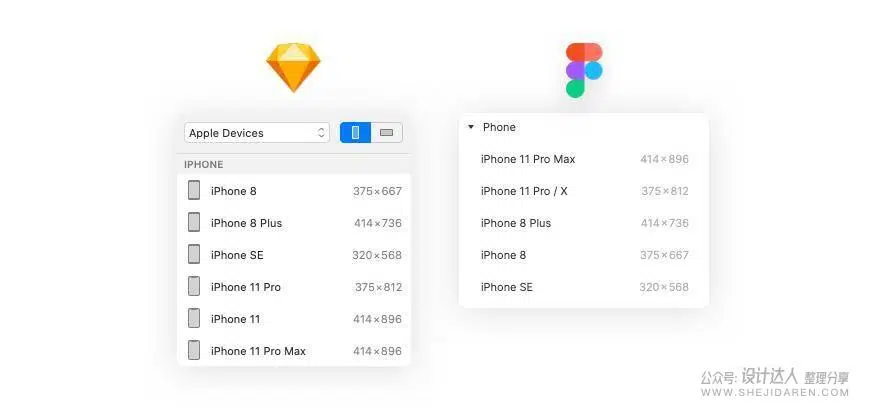 Apple Devices
IPHONE
iPhone 8 375×667
iPhone 8 Plus 414×736
iPhone SE 320×568
iPhone 11 Pro 375×812
iPhone 11 414×896
iPhone 11 Pro Max 414×896
Phone
iPhone 11 Pro Max 414×896
iPhone 11 Pro / X 375×812
iPhone 8 Plus 414×736
iPhone 8 375×667
iPhone SE 320×568
公众号: 设计达人 整理分享
WWW.SHEJIDAREN.COM